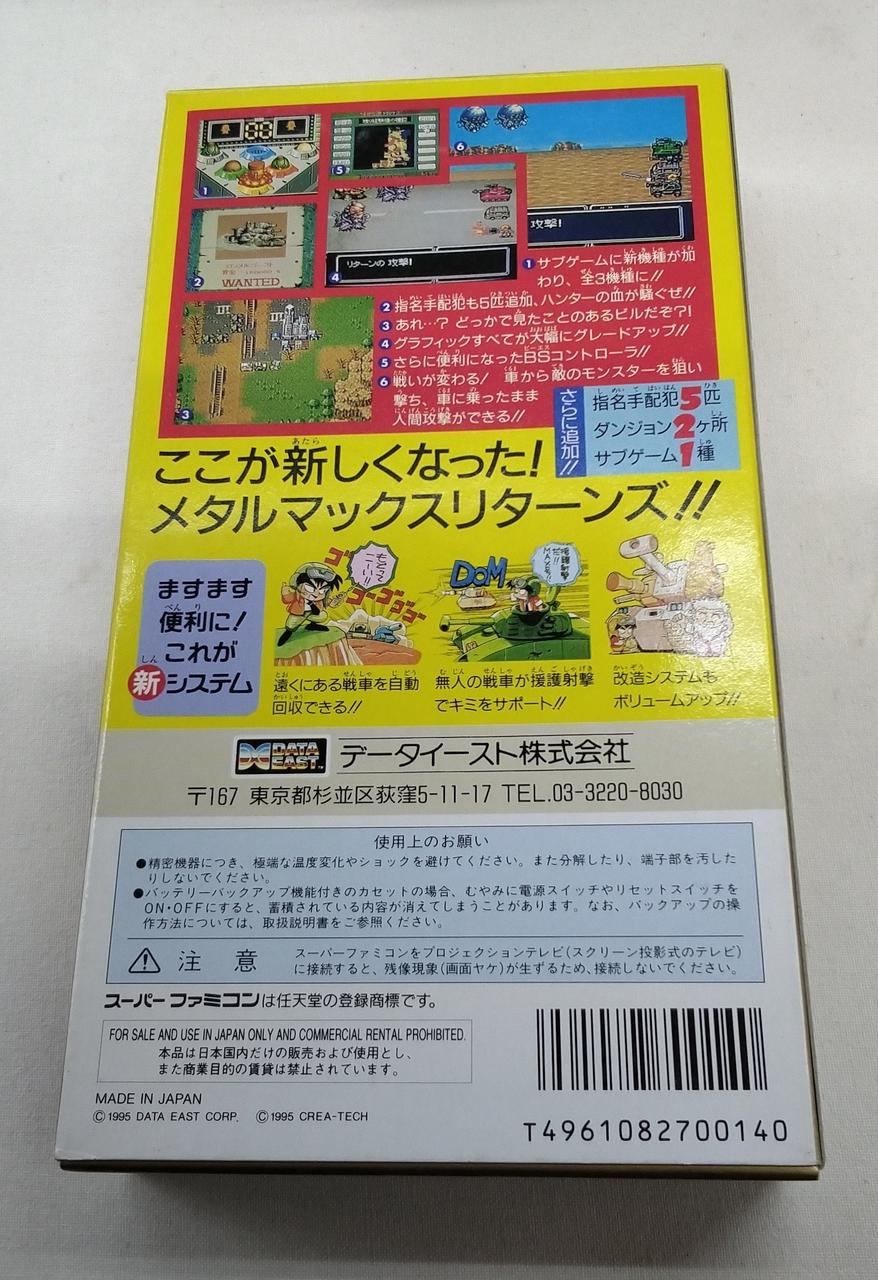 1
5
6
2
WANTED
4
リターンの 攻撃!
攻撃!
3
1 サブゲームに新機種が加
わり、全3機種に!!
2 指名手配犯も5匹追加、ハンターの血が騒ぐぜ!!
3 あれ…? どっかで見たことのあるビルだぞ?!
4 グラフィックすべてが大幅にグレードアップ!!
5 さらに便利になったBSコントローラ!!
6 戦いが変わる! 車から敵のモンスターを狙い
撃ち、車に乗ったまま
人間攻撃ができる!!
さらに追加!!
指名手配犯5匹
ダンジョン2ヶ所
サブゲーム1種
ここが新しくなった!
メタルマックスリターンズ!!
ますます
便利に!
これが
新システム
ゴゴーゴゴゴー
もどってこーい!!
遠くにある戦車を自動
回収できる!!
DOM
援護射撃だ!!
無人の戦車が援護射撃
でキミをサポート!!
改造システムも
ボリュームアップ!!
DATA EAST データイースト株式会社
〒167 東京都杉並区荻窪5-11-17 TEL.03-3220-8030
使用上のお願い
●精密機器につき、極端な温度変化やショックを避けてください。また分解したり、端子部を汚した
りしないでください。
●バッテリーバックアップ機能付きのカセットの場合、むやみに電源スイッチやリセットスイッチを
ON・OFFにすると、蓄積されている内容が消えてしまうことがあります。なお、バックアップの操
作方法については、取扱説明書をご参照ください。
注 意
スーパーファミコンをプロジェクションテレビ(スクリーン投影式のテレビ)
に接続すると、残像現象(画面ヤケ)が生ずるため、接続しないでください。
スーパーファミコンは任天堂の登録商標です。
FOR SALE AND USE IN JAPAN ONLY AND COMMERCIAL RENTAL PROHIBITED.
本品は日本国内だけの販売および使用とし、
また商業目的の賃貸は禁止されています。
MADE IN JAPAN
©1995 DATA EAST CORP. ©1995 CREA-TECH
T4961082700140